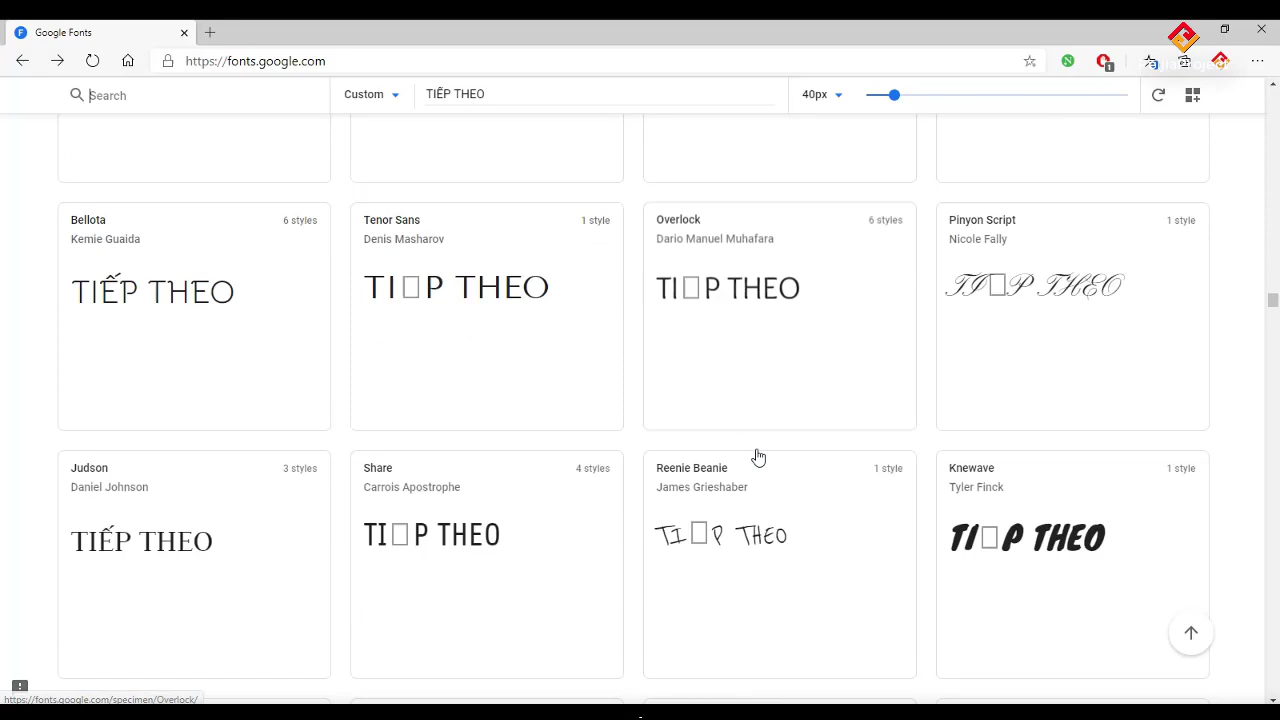 Google Fonts
https://fonts.google.com
1
Search
Custom
TIẾP THEO
40px
Bellota
6 styles
Kemie Guaida
TIẾP THEO
Tenor Sans
1 style
Denis Masharov
TI□P THEO
Overlock
6 styles
Dario Manuel Muhafara
TI□P THEO
Pinyon Script
1 style
Nicole Fally
TI□P THEO
Judson
3 styles
Daniel Johnson
TIẾP THEO
Share
4 styles
Carrois Apostrophe
TI□P THEO
Reenie Beanie
1 style
James Grieshaber
TI□P THEO
Knewave
1 style
Tyler Finck
TI□P THEO
https://fonts.google.com/specimen/Overlock/